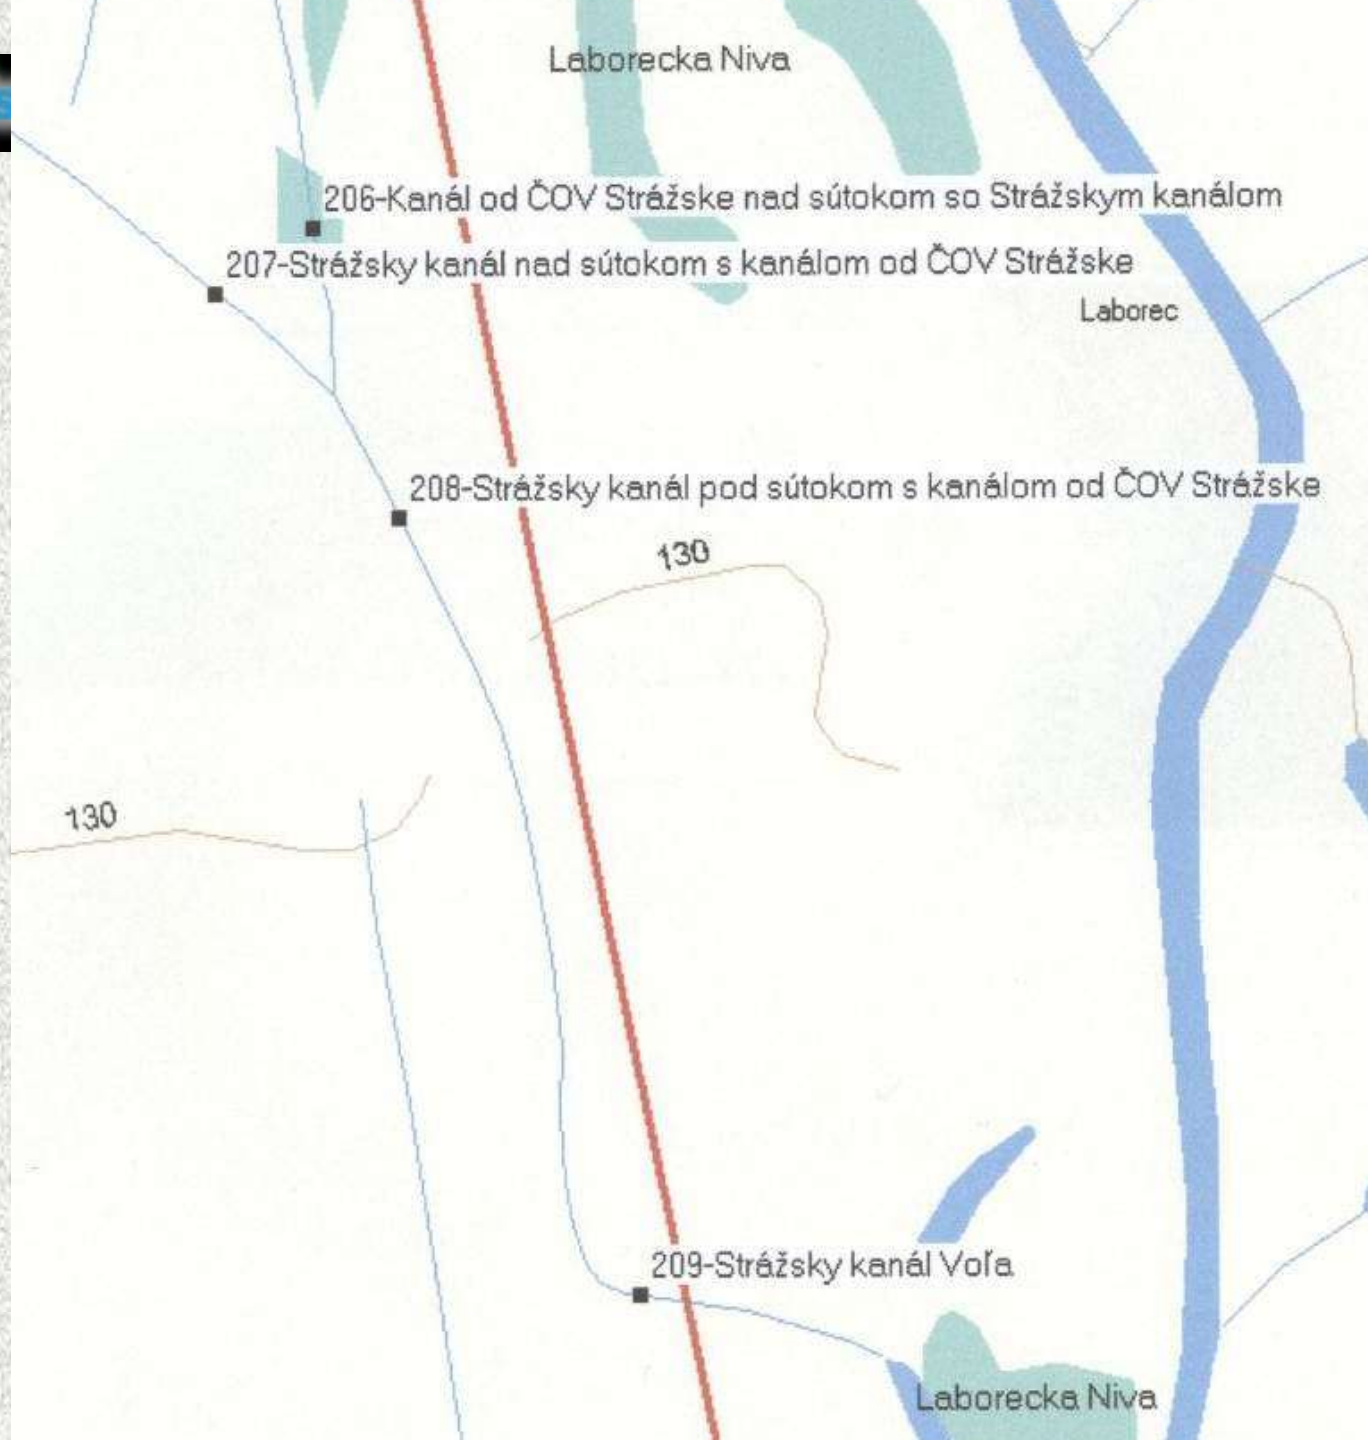 Laborecka Niva
206-Kanál od ČOV Strážske nad sútokom so Strážskym kanálom
207-Strážsky kanál nad sútokom s kanálom od ČOV Strážske
Laborec
208-Strážsky kanál pod sútokom s kanálom od ČOV Strážske
130
130
209-Strážsky kanál Voľa
Laborecka Niva